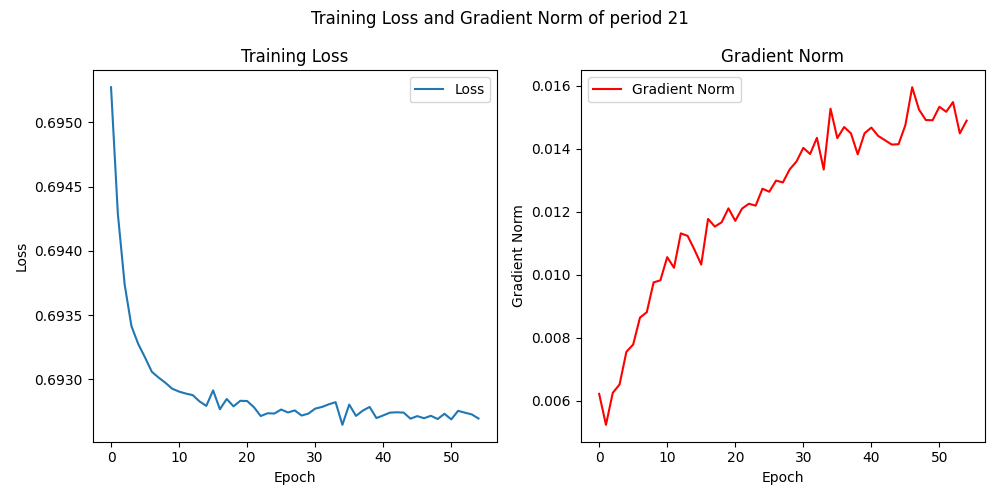 Training Loss and Gradient Norm of period 21
Training Loss
Loss
0.6950
0.6945
0.6940
0.6935
0.6930
Loss
0 10 20 30 40 50
Epoch
Gradient Norm
Gradient Norm
0.016
0.014
0.012
0.010
0.008
0.006
Gradient Norm
0 10 20 30 40 50
Epoch